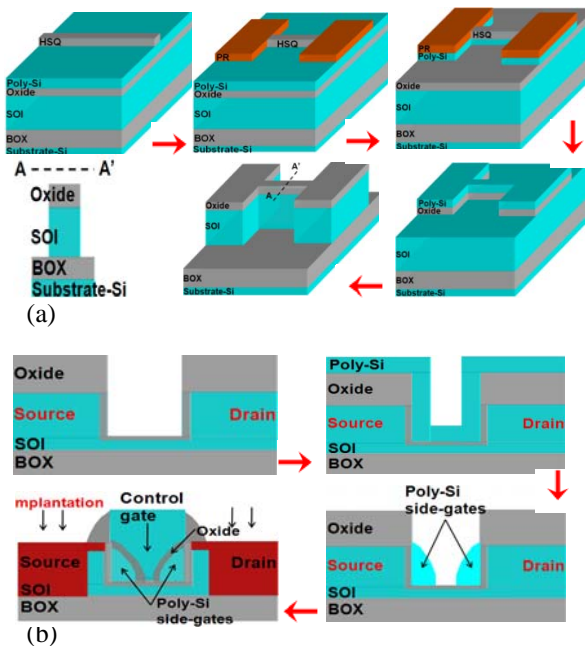 HSQ
Poly-Si
Oxide
SOI
BOX
Substrate-Si
HSQ
PR
Poly-Si
Oxide
SOI
BOX
Substrate-Si
HSQ
PR
Poly-Si
Oxide
SOI
BOX
Substrate-Si
A A'
Oxide
SOI
BOX
Substrate-Si
A'
A
Oxide
SOI
BOX
Substrate-Si
Poly-Si
Oxide
SOI
BOX
Substrate-Si
(a)
Oxide
Source Drain
SOI
BOX
Poly-Si
Oxide
Source Drain
SOI
BOX
mplantation
Control
gate
Oxide
Source Drain
SOI
BOX
Poly-Si
side-gates
Poly-Si
side-gates
Oxide
Source Drain
SOI
BOX
(b)